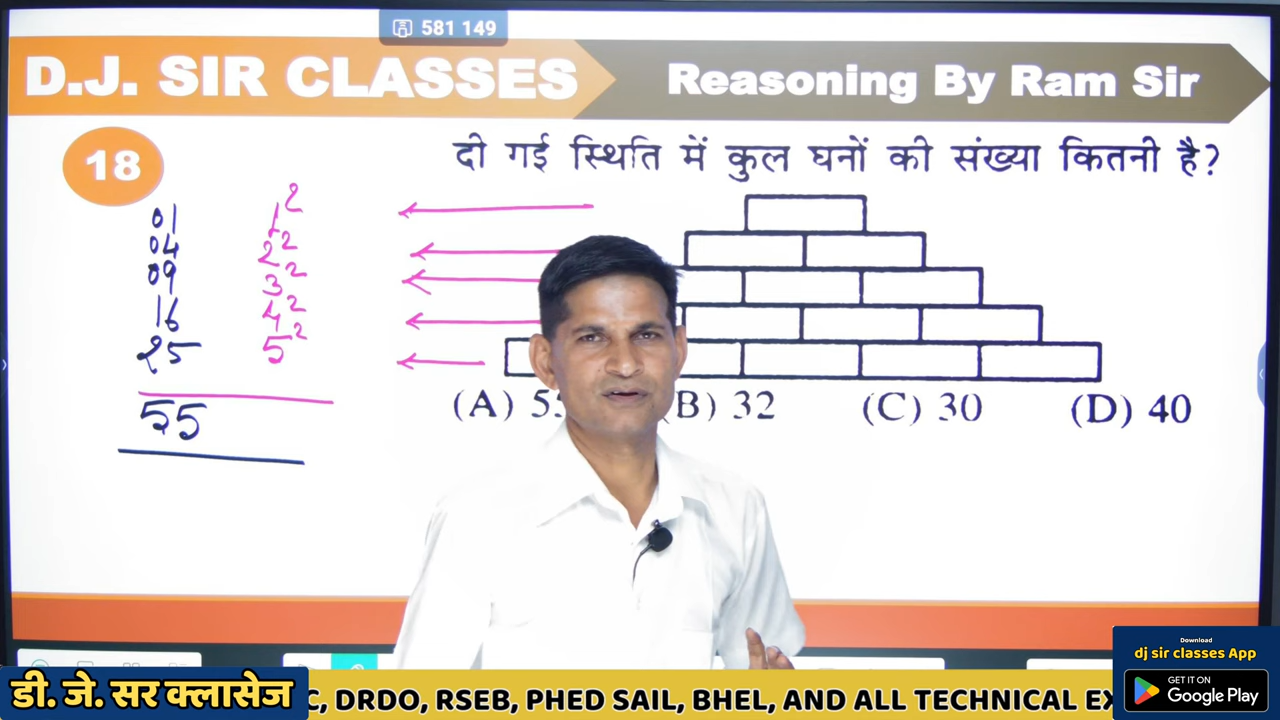 581 149
D.J. SIR CLASSES
Reasoning By Ram Sir
18
दी गई स्थिति में कुल घनों की संख्या कितनी है?
01 1²
04 2²
09 3²
16 4²
25 5²
55
(A) 55 (B) 32 (C) 30 (D) 40
Download
dj sir classes App
GET IT ON
Google Play
डी. जे. सर क्लासेज
C, DRDO, RSEB, PHED SAIL, BHEL, AND ALL TECHNICAL EX